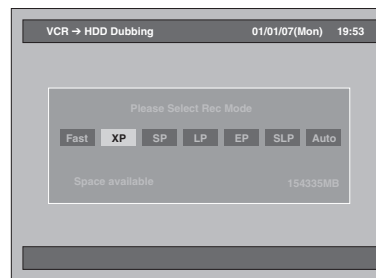 VCR → HDD Dubbing 01/01/07(Mon) 19:53
Please Select Rec Mode
Fast XP SP LP EP SLP Auto
Space available 154335MB